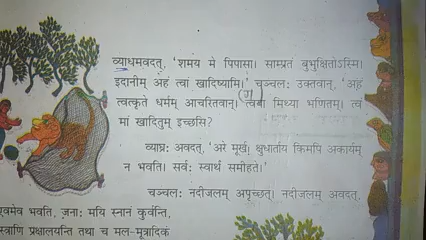 व्याधमवदत्, 'शमय मे पिपासा। साम्प्रतं बुभुक्षितोऽस्मि।
इदानीम् अहं त्वां खादिष्यामि।' चञ्चलः उक्तवान्, 'अहं
त्वत्कृते धर्मम् आचरितवान्। त्वया मिथ्या भणितम्। त्वं
मां खादितुम् इच्छसि?
व्याघ्रः अवदत्, 'अरे मूर्ख! क्षुधार्ताय किमपि अकार्यम्
न भवति। सर्वः स्वार्थं समीहते।'
चञ्चलः नदीजलम् अपृच्छत्। नदीजलम् अवदत्,
एवमेव भवति, जनाः मयि स्नानं कुर्वन्ति,
स्त्राणि प्रक्षालयन्ति तथा च मल-मूत्रादिकं